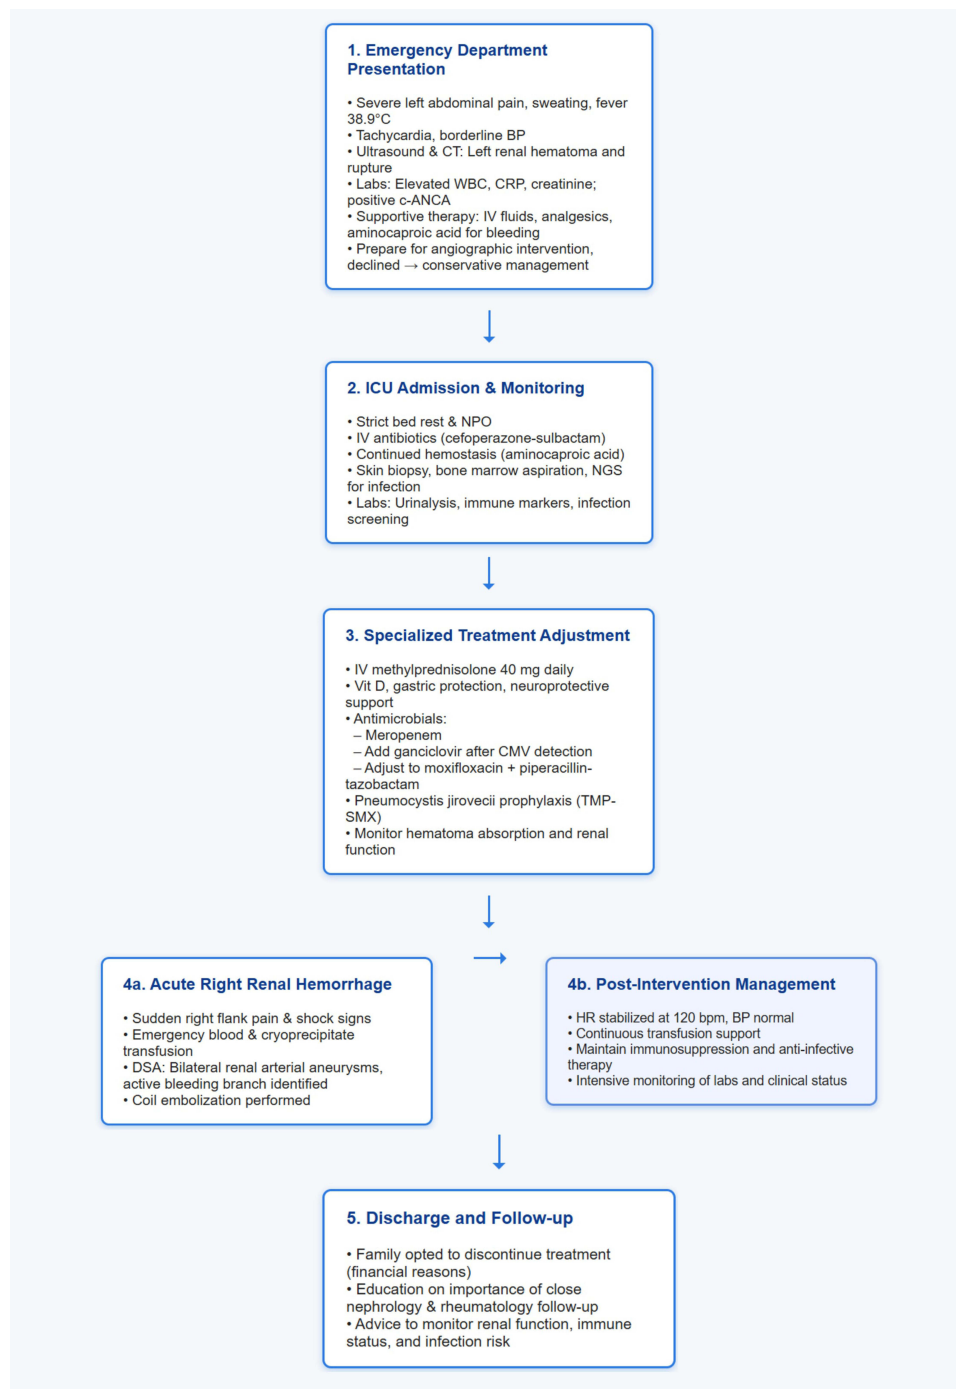 1. Emergency Department
Presentation
• Severe left abdominal pain, sweating, fever
38.9°C
• Tachycardia, borderline BP
• Ultrasound & CT: Left renal hematoma and
rupture
• Labs: Elevated WBC, CRP, creatinine;
positive c-ANCA
• Supportive therapy: IV fluids, analgesics,
aminocaproic acid for bleeding
• Prepare for angiographic intervention,
declined → conservative management
2. ICU Admission & Monitoring
• Strict bed rest & NPO
• IV antibiotics (cefoperazone-sulbactam)
• Continued hemostasis (aminocaproic acid)
• Skin biopsy, bone marrow aspiration, NGS
for infection
• Labs: Urinalysis, immune markers, infection
screening
3. Specialized Treatment Adjustment
• IV methylprednisolone 40 mg daily
• Vit D, gastric protection, neuroprotective
support
• Antimicrobials:
– Meropenem
– Add ganciclovir after CMV detection
– Adjust to moxifloxacin + piperacillin-
tazobactam
• Pneumocystis jirovecii prophylaxis (TMP-
SMX)
• Monitor hematoma absorption and renal
function
4a. Acute Right Renal Hemorrhage
• Sudden right flank pain & shock signs
• Emergency blood & cryoprecipitate
transfusion
• DSA: Bilateral renal arterial aneurysms,
active bleeding branch identified
• Coil embolization performed
4b. Post-Intervention Management
• HR stabilized at 120 bpm, BP normal
• Continuous transfusion support
• Maintain immunosuppression and anti-infective
therapy
• Intensive monitoring of labs and clinical status
5. Discharge and Follow-up
• Family opted to discontinue treatment
(financial reasons)
• Education on importance of close
nephrology & rheumatology follow-up
• Advice to monitor renal function, immune
status, and infection risk